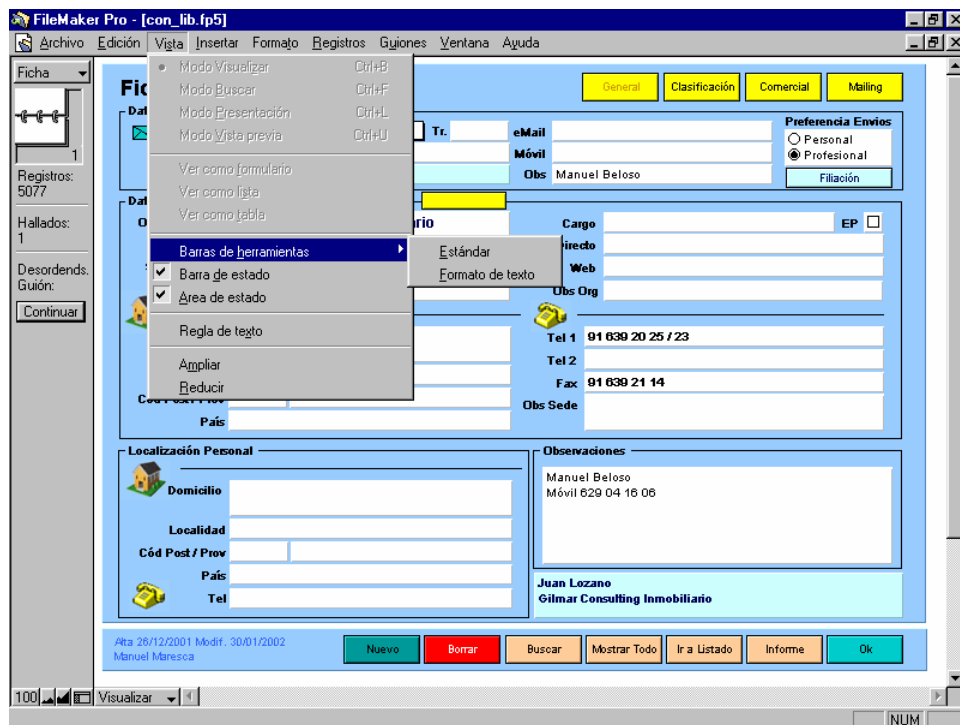 FileMaker Pro - [con_lib.fp5]
Archivo Edición Vista Insertar Formato Registros Guiones Ventana Ayuda
Ficha
1
Registros:
5077
Hallados:
1
Desordends.
Guión:
Continuar
Modo Visualizar Ctrl+B
Modo Buscar Ctrl+F
Modo Presentación Ctrl+L
Modo Vista previa Ctrl+U
Ver como formulario
Ver como lista
Ver como tabla
Barras de herramientas
Barra de estado
Area de estado
Regla de texto
Ampliar
Reducir
Estándar
Formato de texto
General Clasificación Comercial Mailing
Tr. eMail
Móvil
Obs Manuel Beloso
Preferencia Envios
Personal
Profesional
Filiación
Cargo EP
Web
Obs Org
Tel 1 91 639 20 25 / 23
Tel 2
Fax 91 639 21 14
Obs Sede
País
Localización Personal
Domicilio
Localidad
Cód Post / Prov
País
Tel
Observaciones
Manuel Beloso
Móvil 629 04 16 06
Juan Lozano
Gilmar Consulting Inmobiliario
Alta 26/12/2001 Modif. 30/01/2002
Manuel Maresca
Nuevo Borrar Buscar Mostrar Todo Ir a Listado Informe Ok
100 Visualizar
NUM